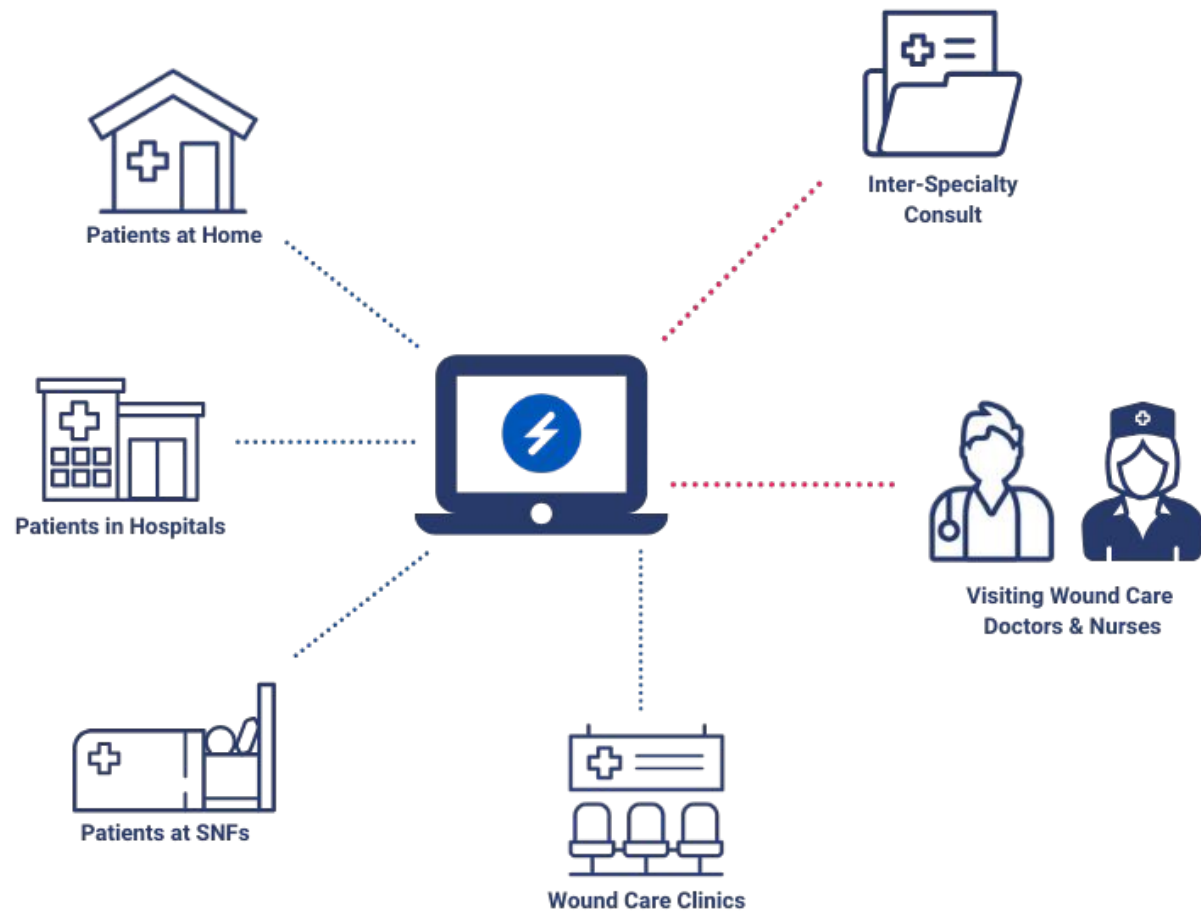 Patients at Home
Inter-Specialty
Consult
Patients in Hospitals
Visiting Wound Care
Doctors & Nurses
Patients at SNFs
Wound Care Clinics